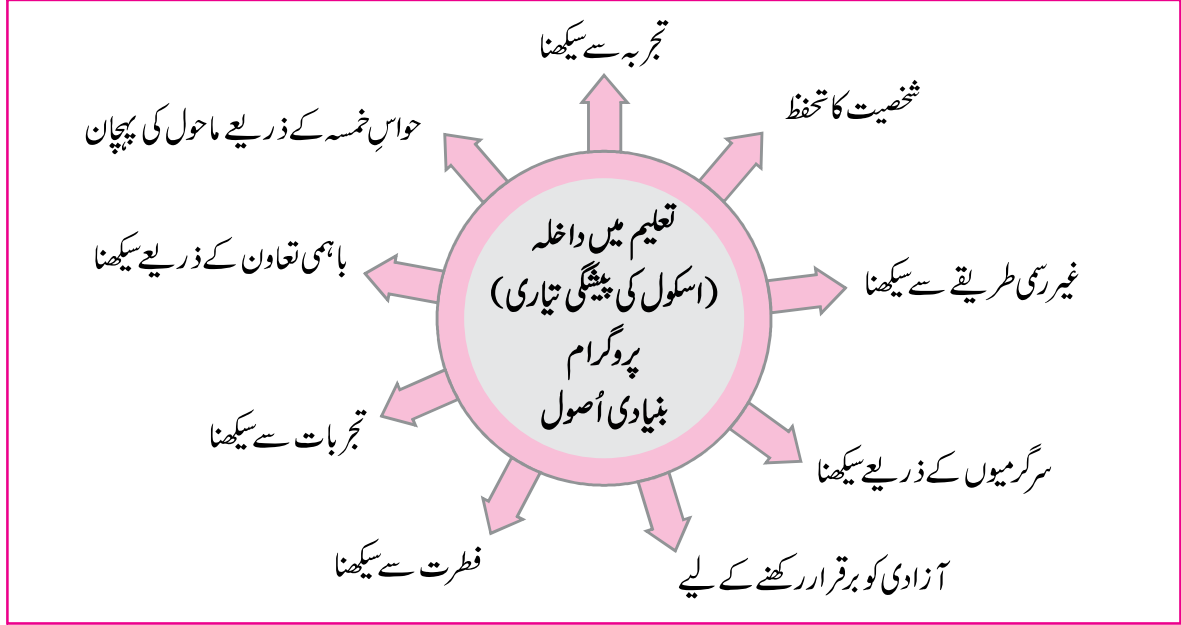 تجربہ سے سیکھنا
شخصیت کا تحفظ
حواسِ خمسہ کے ذریعے ماحول کی پہچان
تعلیم میں داخلہ
(اسکول کی پیشگی تیّاری)
پروگرام
بنیادی اُصول
باہمی تعاون کے ذریعے سیکھنا
غیر رسمی طریقے سے سیکھنا
تجربات سے سیکھنا
سرگرمیوں کے ذریعے سیکھنا
فطرت سے سیکھنا
آزادی کو برقرار رکھنے کے لیے